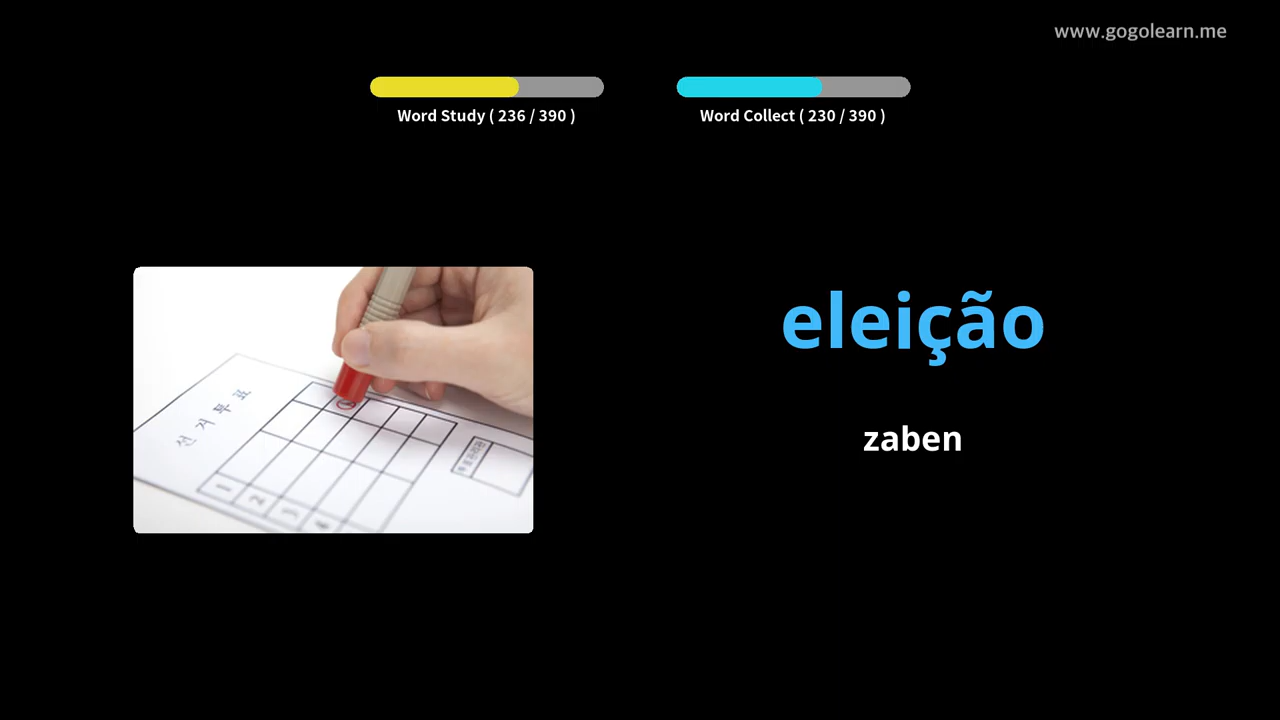 www.gogolearn.me
Word Study ( 236 / 390 )
Word Collect ( 230 / 390 )
eleição
zaben
선거투표
1
2
3
4